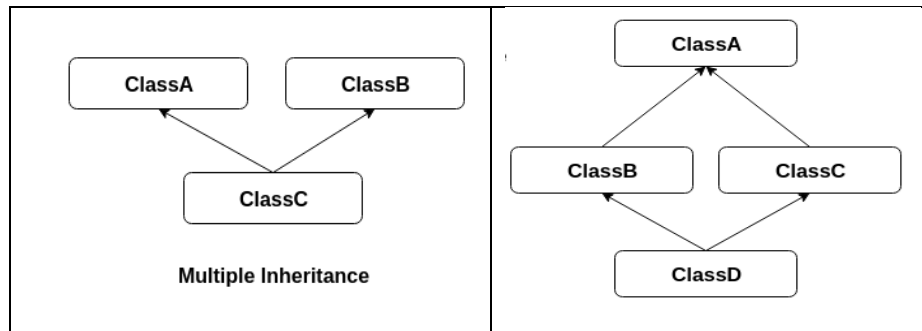 ClassA
ClassB
ClassC
Multiple Inheritance
ClassA
ClassB
ClassC
ClassD